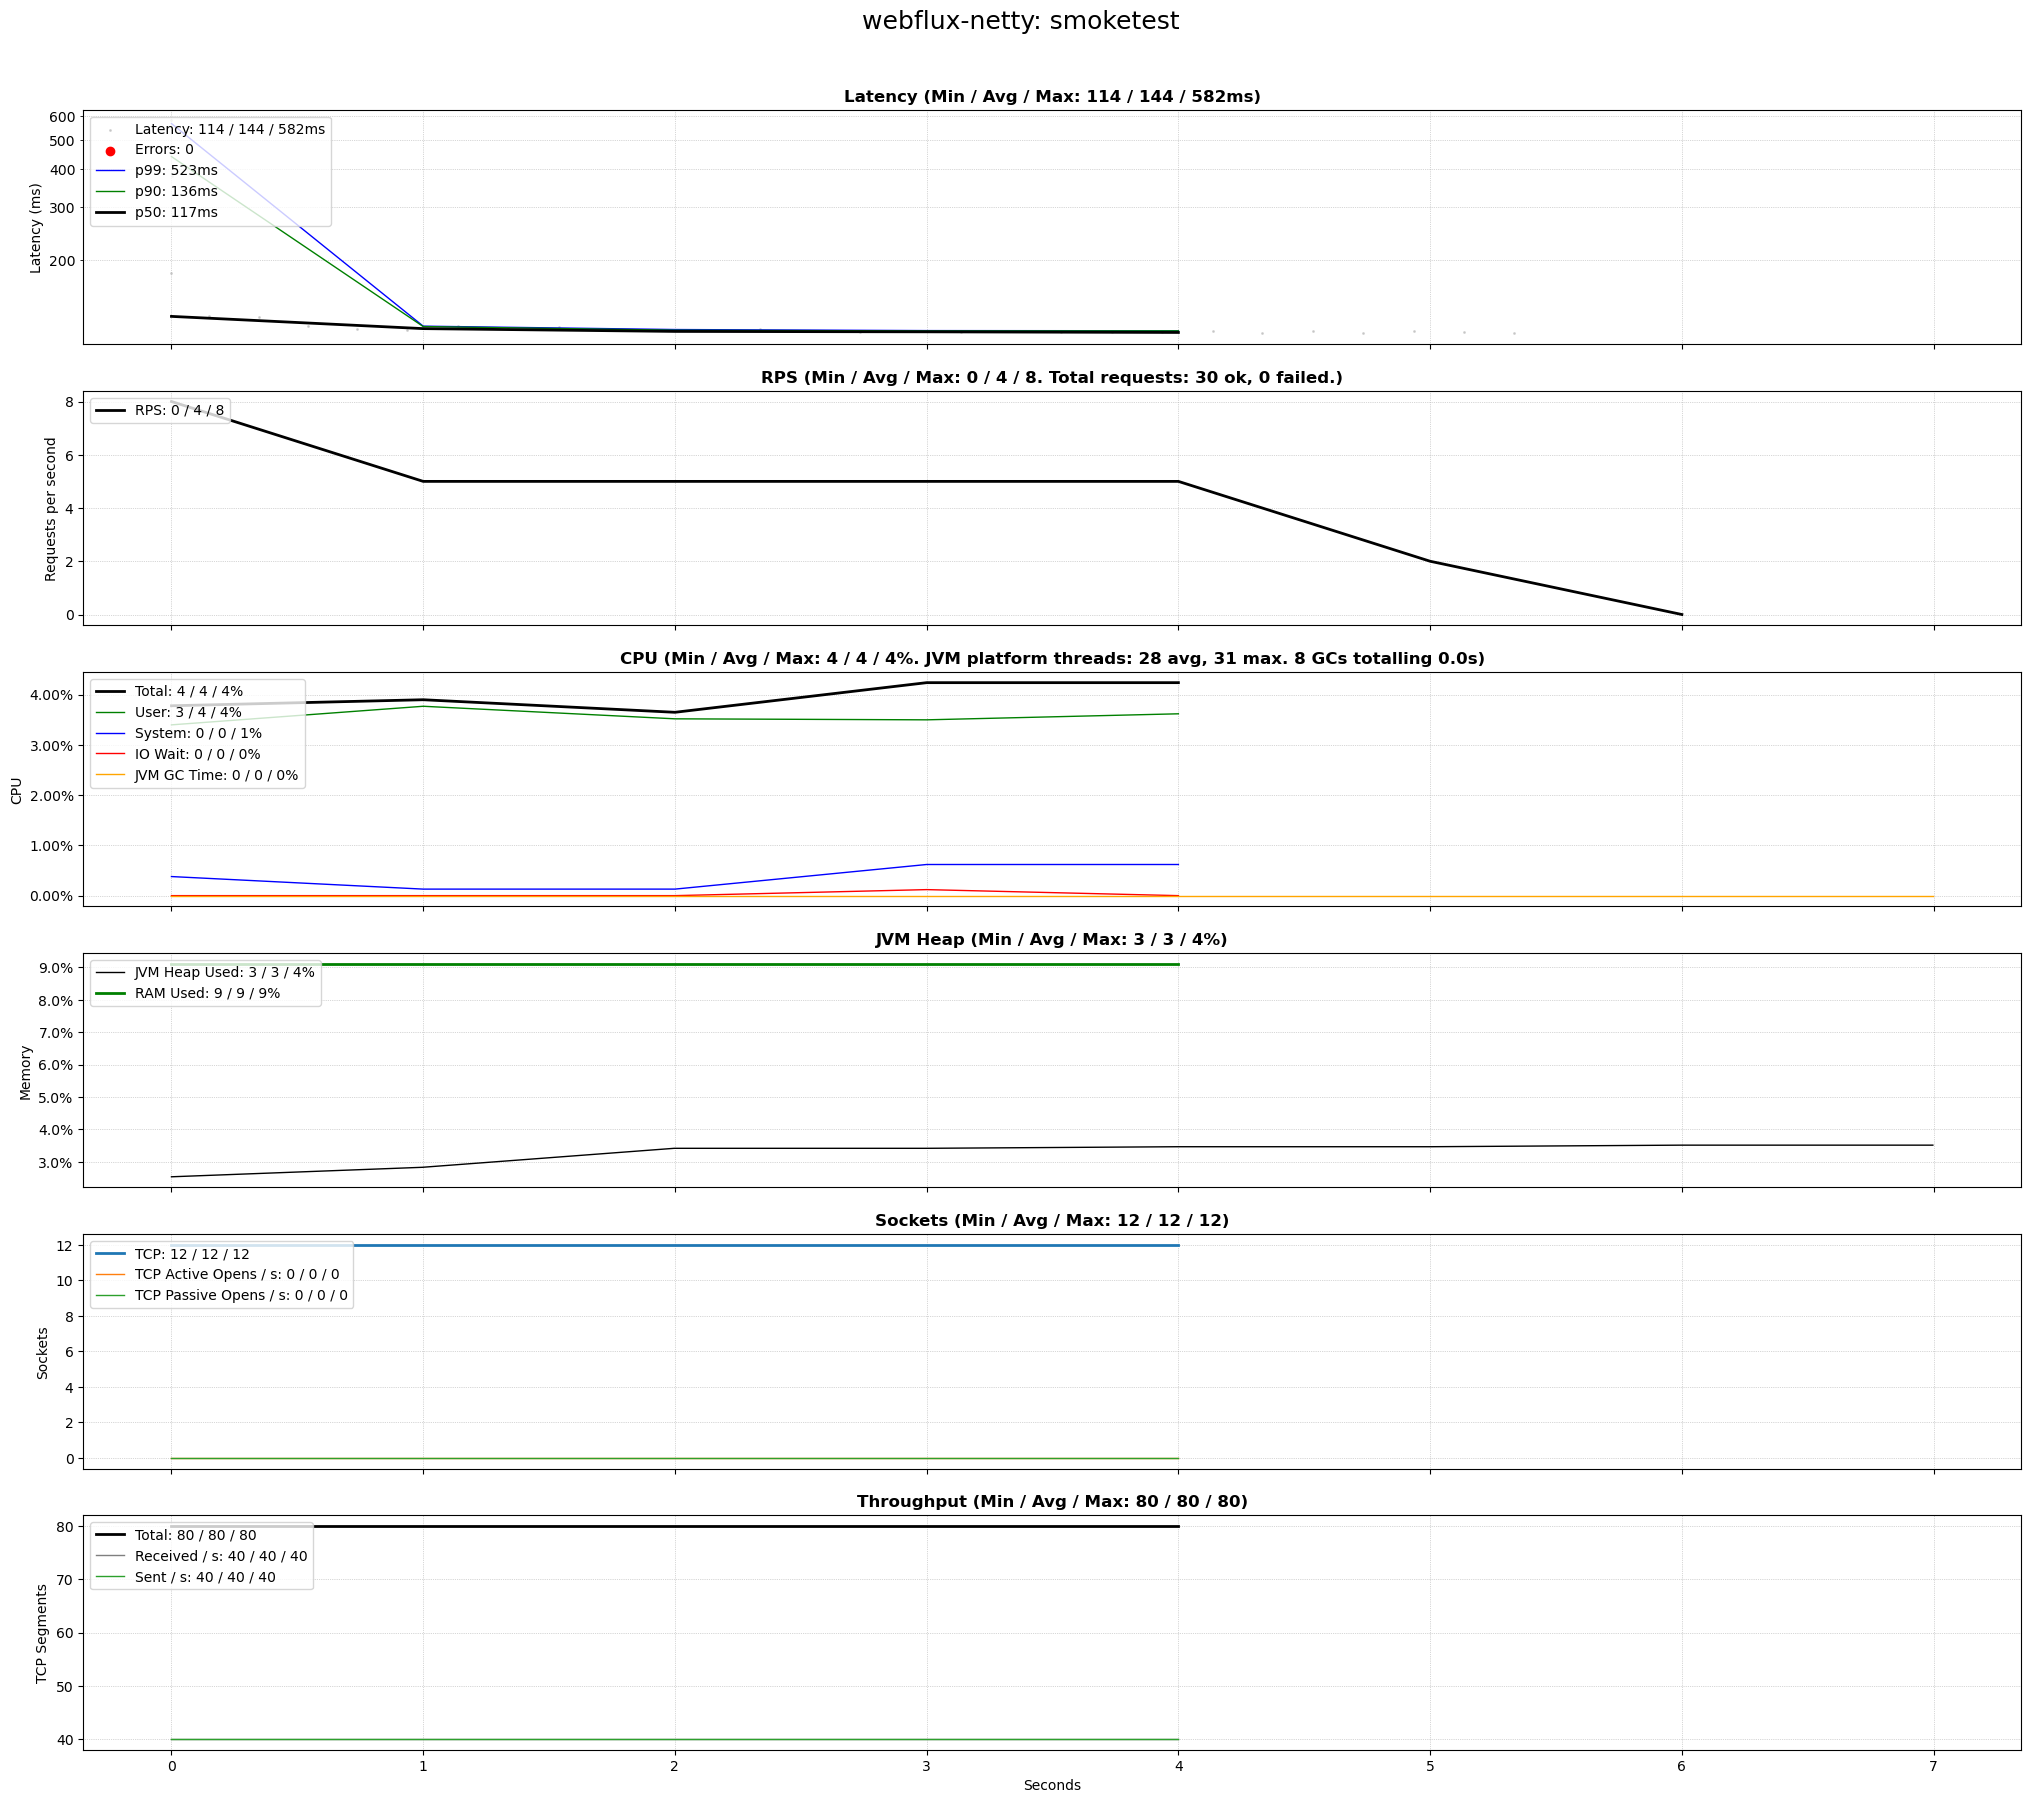 webflux-netty: smoketest
Latency (Min / Avg / Max: 114 / 144 / 582ms)
Latency (ms)
600
500
400
300
200
Latency: 114 / 144 / 582ms
Errors: 0
p99: 523ms
p90: 136ms
p50: 117ms
RPS (Min / Avg / Max: 0 / 4 / 8. Total requests: 30 ok, 0 failed.)
Requests per second
8
6
4
2
0
RPS: 0 / 4 / 8
CPU (Min / Avg / Max: 4 / 4 / 4%. JVM platform threads: 28 avg, 31 max. 8 GCs totalling 0.0s)
CPU
4.00%
3.00%
2.00%
1.00%
0.00%
Total: 4 / 4 / 4%
User: 3 / 4 / 4%
System: 0 / 0 / 1%
IO Wait: 0 / 0 / 0%
JVM GC Time: 0 / 0 / 0%
JVM Heap (Min / Avg / Max: 3 / 3 / 4%)
Memory
9.0%
8.0%
7.0%
6.0%
5.0%
4.0%
3.0%
JVM Heap Used: 3 / 3 / 4%
RAM Used: 9 / 9 / 9%
Sockets (Min / Avg / Max: 12 / 12 / 12)
Sockets
12
10
8
6
4
2
0
TCP: 12 / 12 / 12
TCP Active Opens / s: 0 / 0 / 0
TCP Passive Opens / s: 0 / 0 / 0
Throughput (Min / Avg / Max: 80 / 80 / 80)
TCP Segments
80
70
60
50
40
Total: 80 / 80 / 80
Received / s: 40 / 40 / 40
Sent / s: 40 / 40 / 40
0 1 2 3 4 5 6 7
Seconds